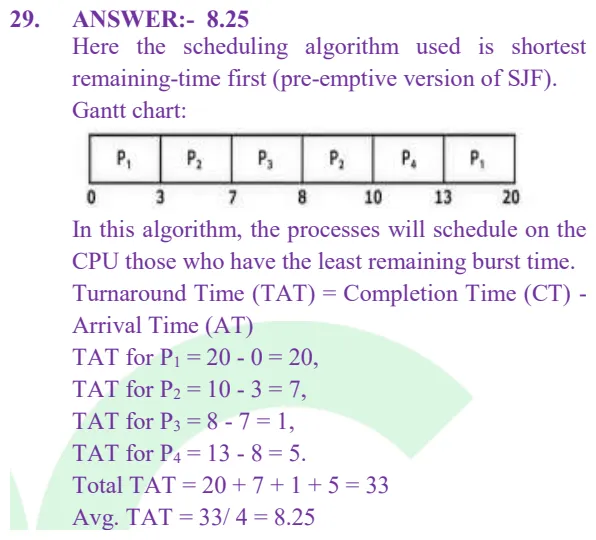 29. ANSWER:- 8.25
Here the scheduling algorithm used is shortest
remaining-time first (pre-emptive version of SJF).
Gantt chart:
P₁ P₂ P₃ P₂ P₄ P₁
0 3 7 8 10 13 20
In this algorithm, the processes will schedule on the
CPU those who have the least remaining burst time.
Turnaround Time (TAT) = Completion Time (CT) -
Arrival Time (AT)
TAT for P₁ = 20 - 0 = 20,
TAT for P₂ = 10 - 3 = 7,
TAT for P₃ = 8 - 7 = 1,
TAT for P₄ = 13 - 8 = 5.
Total TAT = 20 + 7 + 1 + 5 = 33
Avg. TAT = 33/ 4 = 8.25